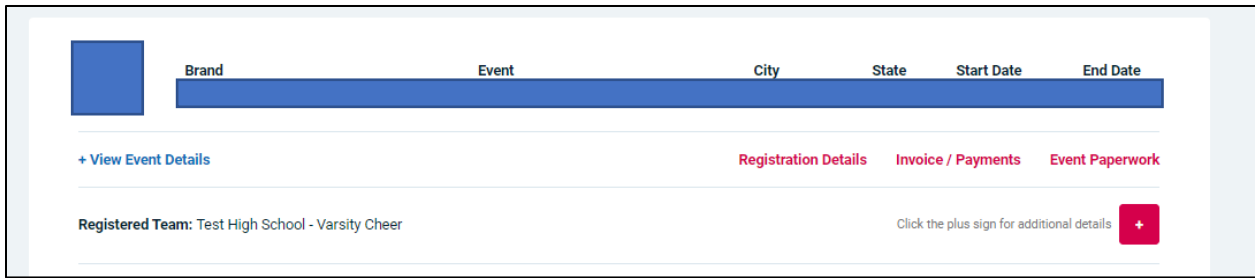 Brand Event City State Start Date End Date
+ View Event Details Registration Details Invoice / Payments Event Paperwork
Registered Team: Test High School - Varsity Cheer Click the plus sign for additional details +